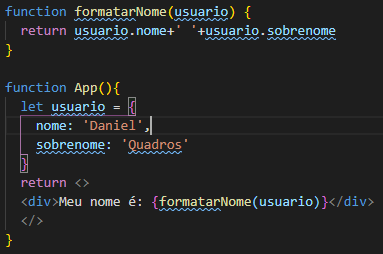 function formatarNome(usuario) {
  return usuario.nome+' '+usuario.sobrenome
}
function App(){
  let usuario = {
    nome: 'Daniel',
    sobrenome: 'Quadros'
  }
  return <>
  <div>Meu nome é: {formatarNome(usuario)}</div>
  </>
}